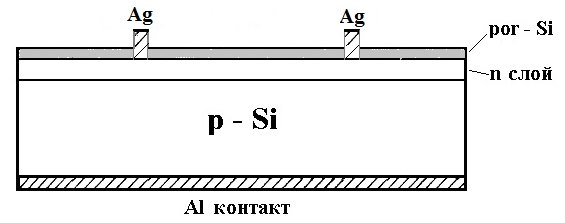 Ag
Ag
por - Si
n слой
p - Si
Al контакт